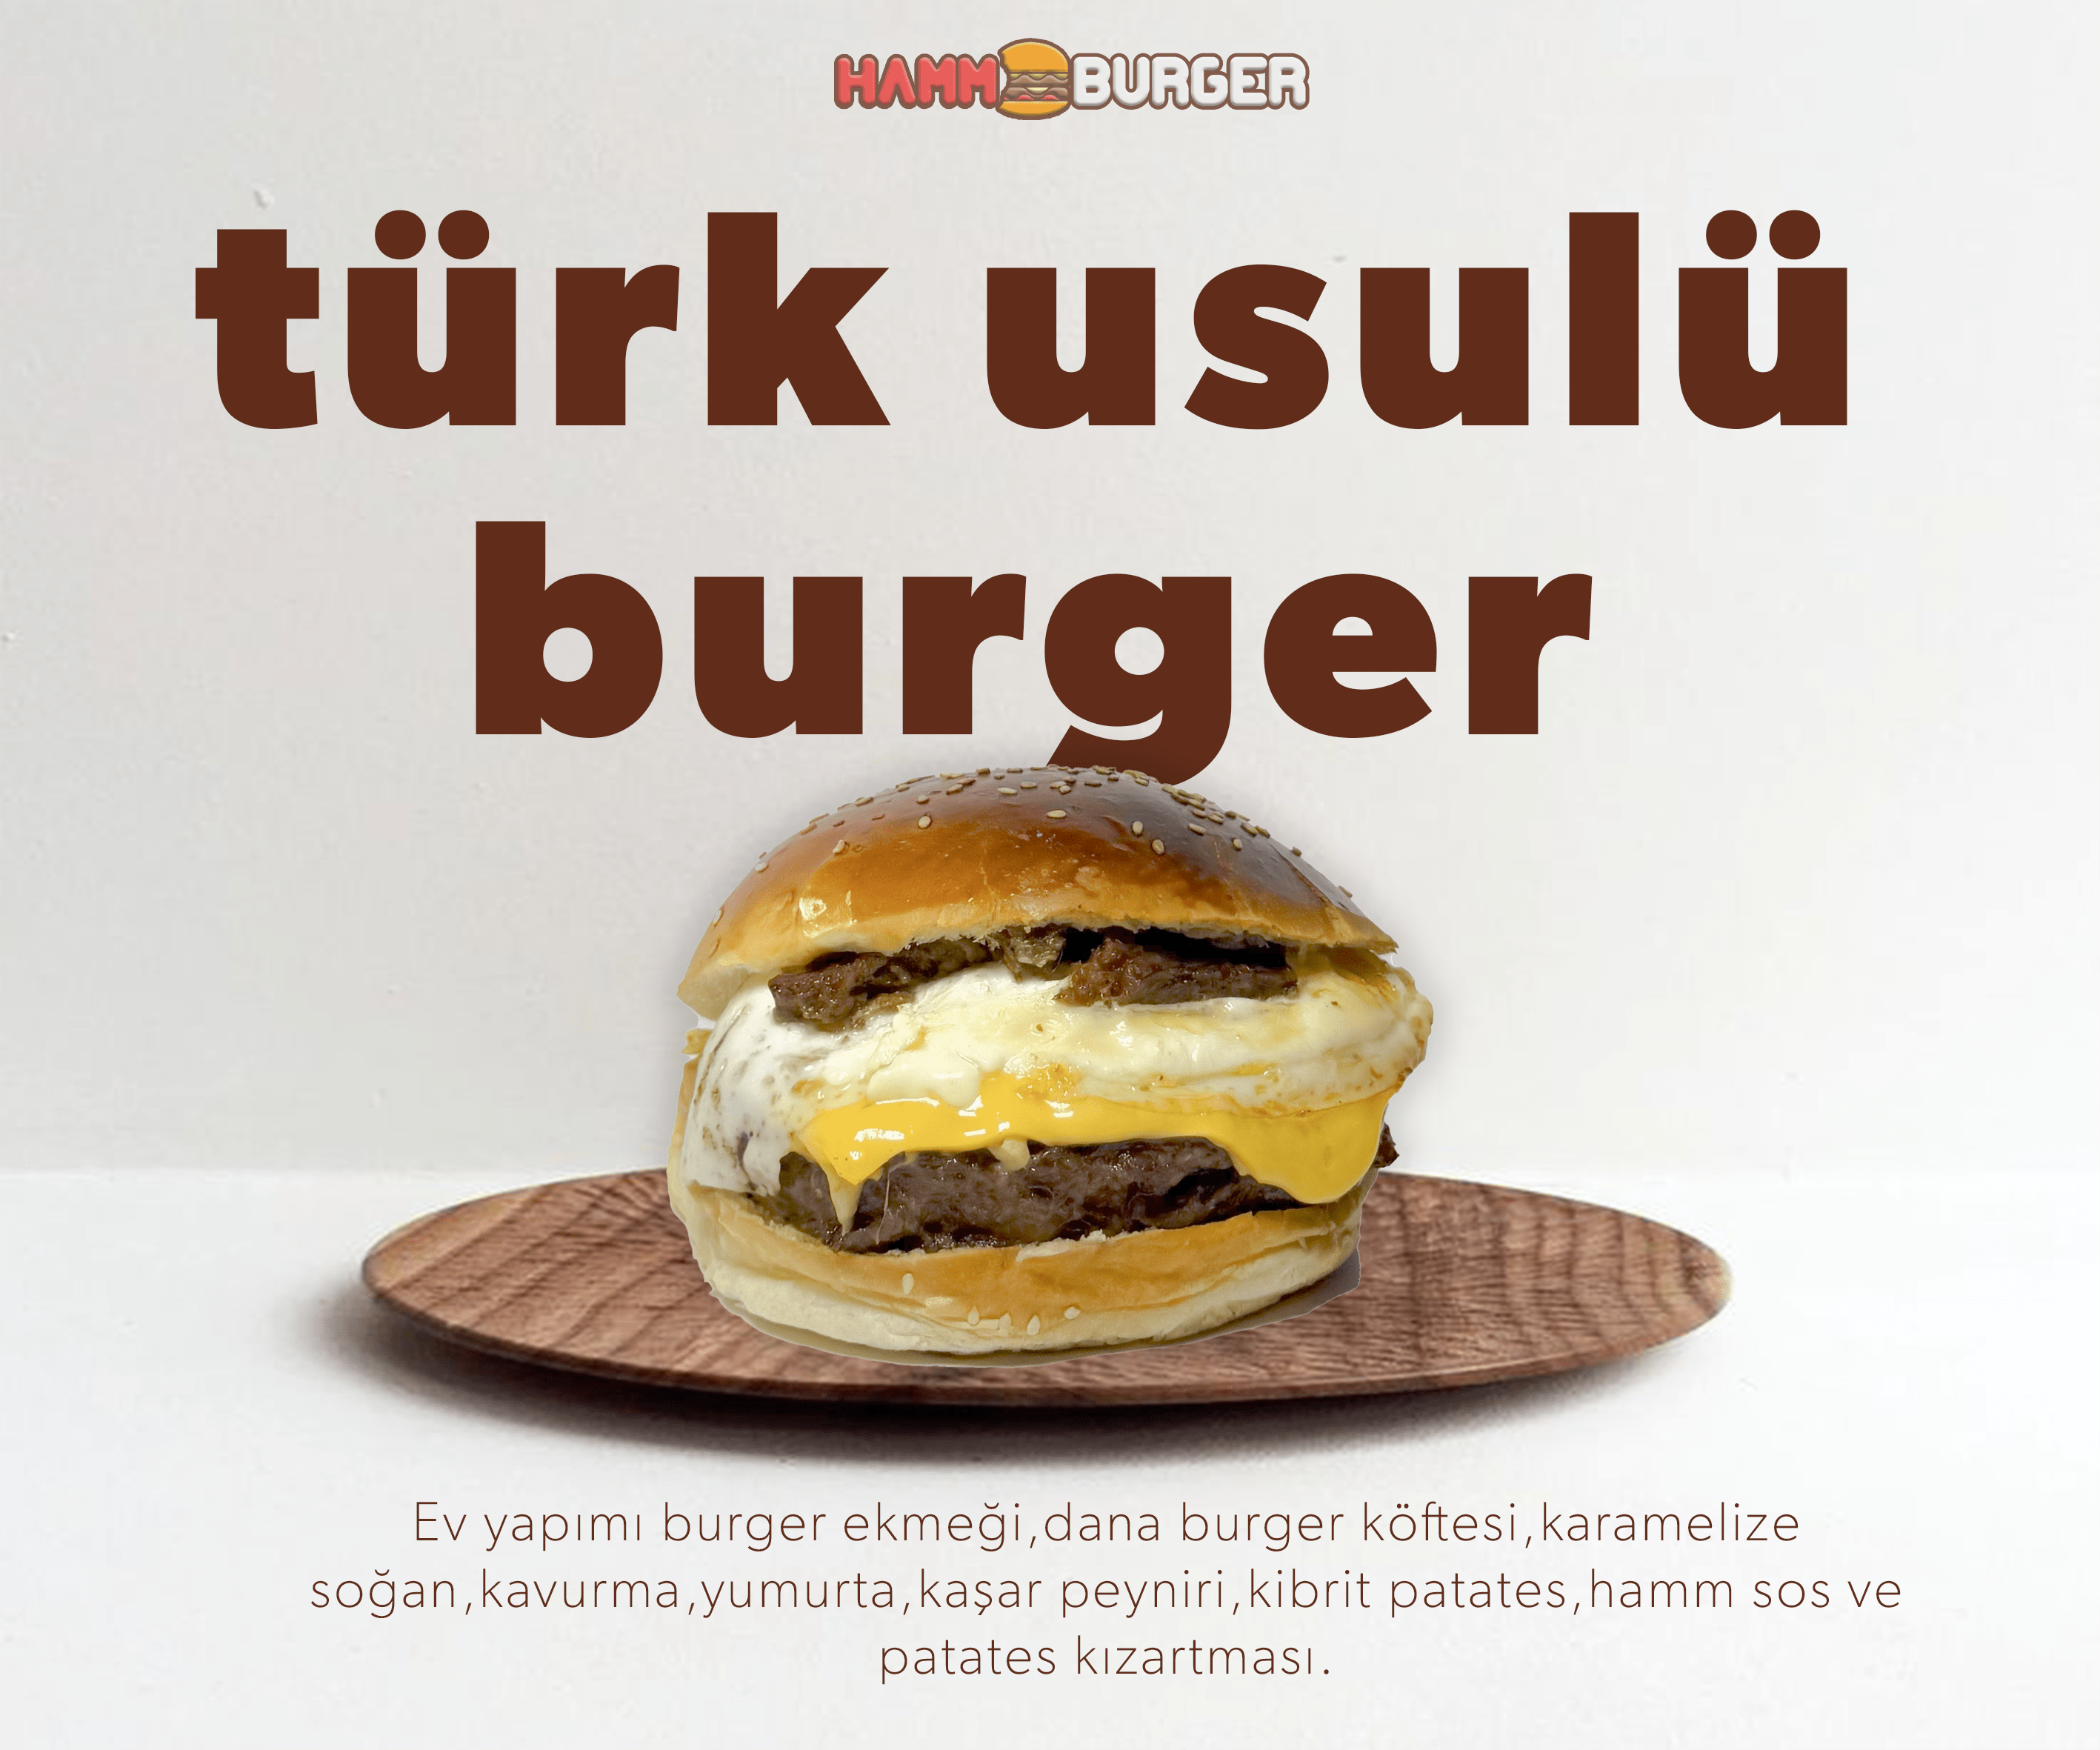 HAMM BURGER
türk usulü
burger
Ev yapımı burger ekmeği,dana burger köftesi,karamelize
soğan,kavurma,yumurta,kaşar peyniri,kibrit patates,hamm sos ve
patates kızartması.